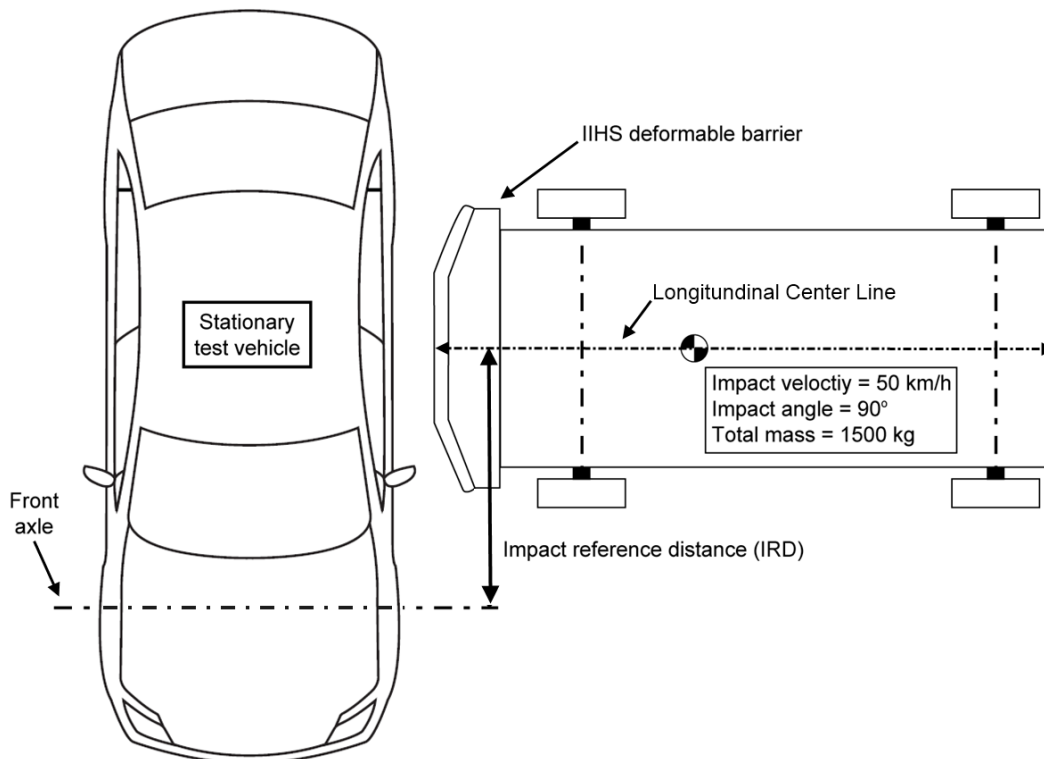 IIHS deformable barrier
Longitundinal Center Line
Stationary
test vehicle
Impact veloctiy = 50 km/h
Impact angle = 90°
Total mass = 1500 kg
Front
axle
Impact reference distance (IRD)